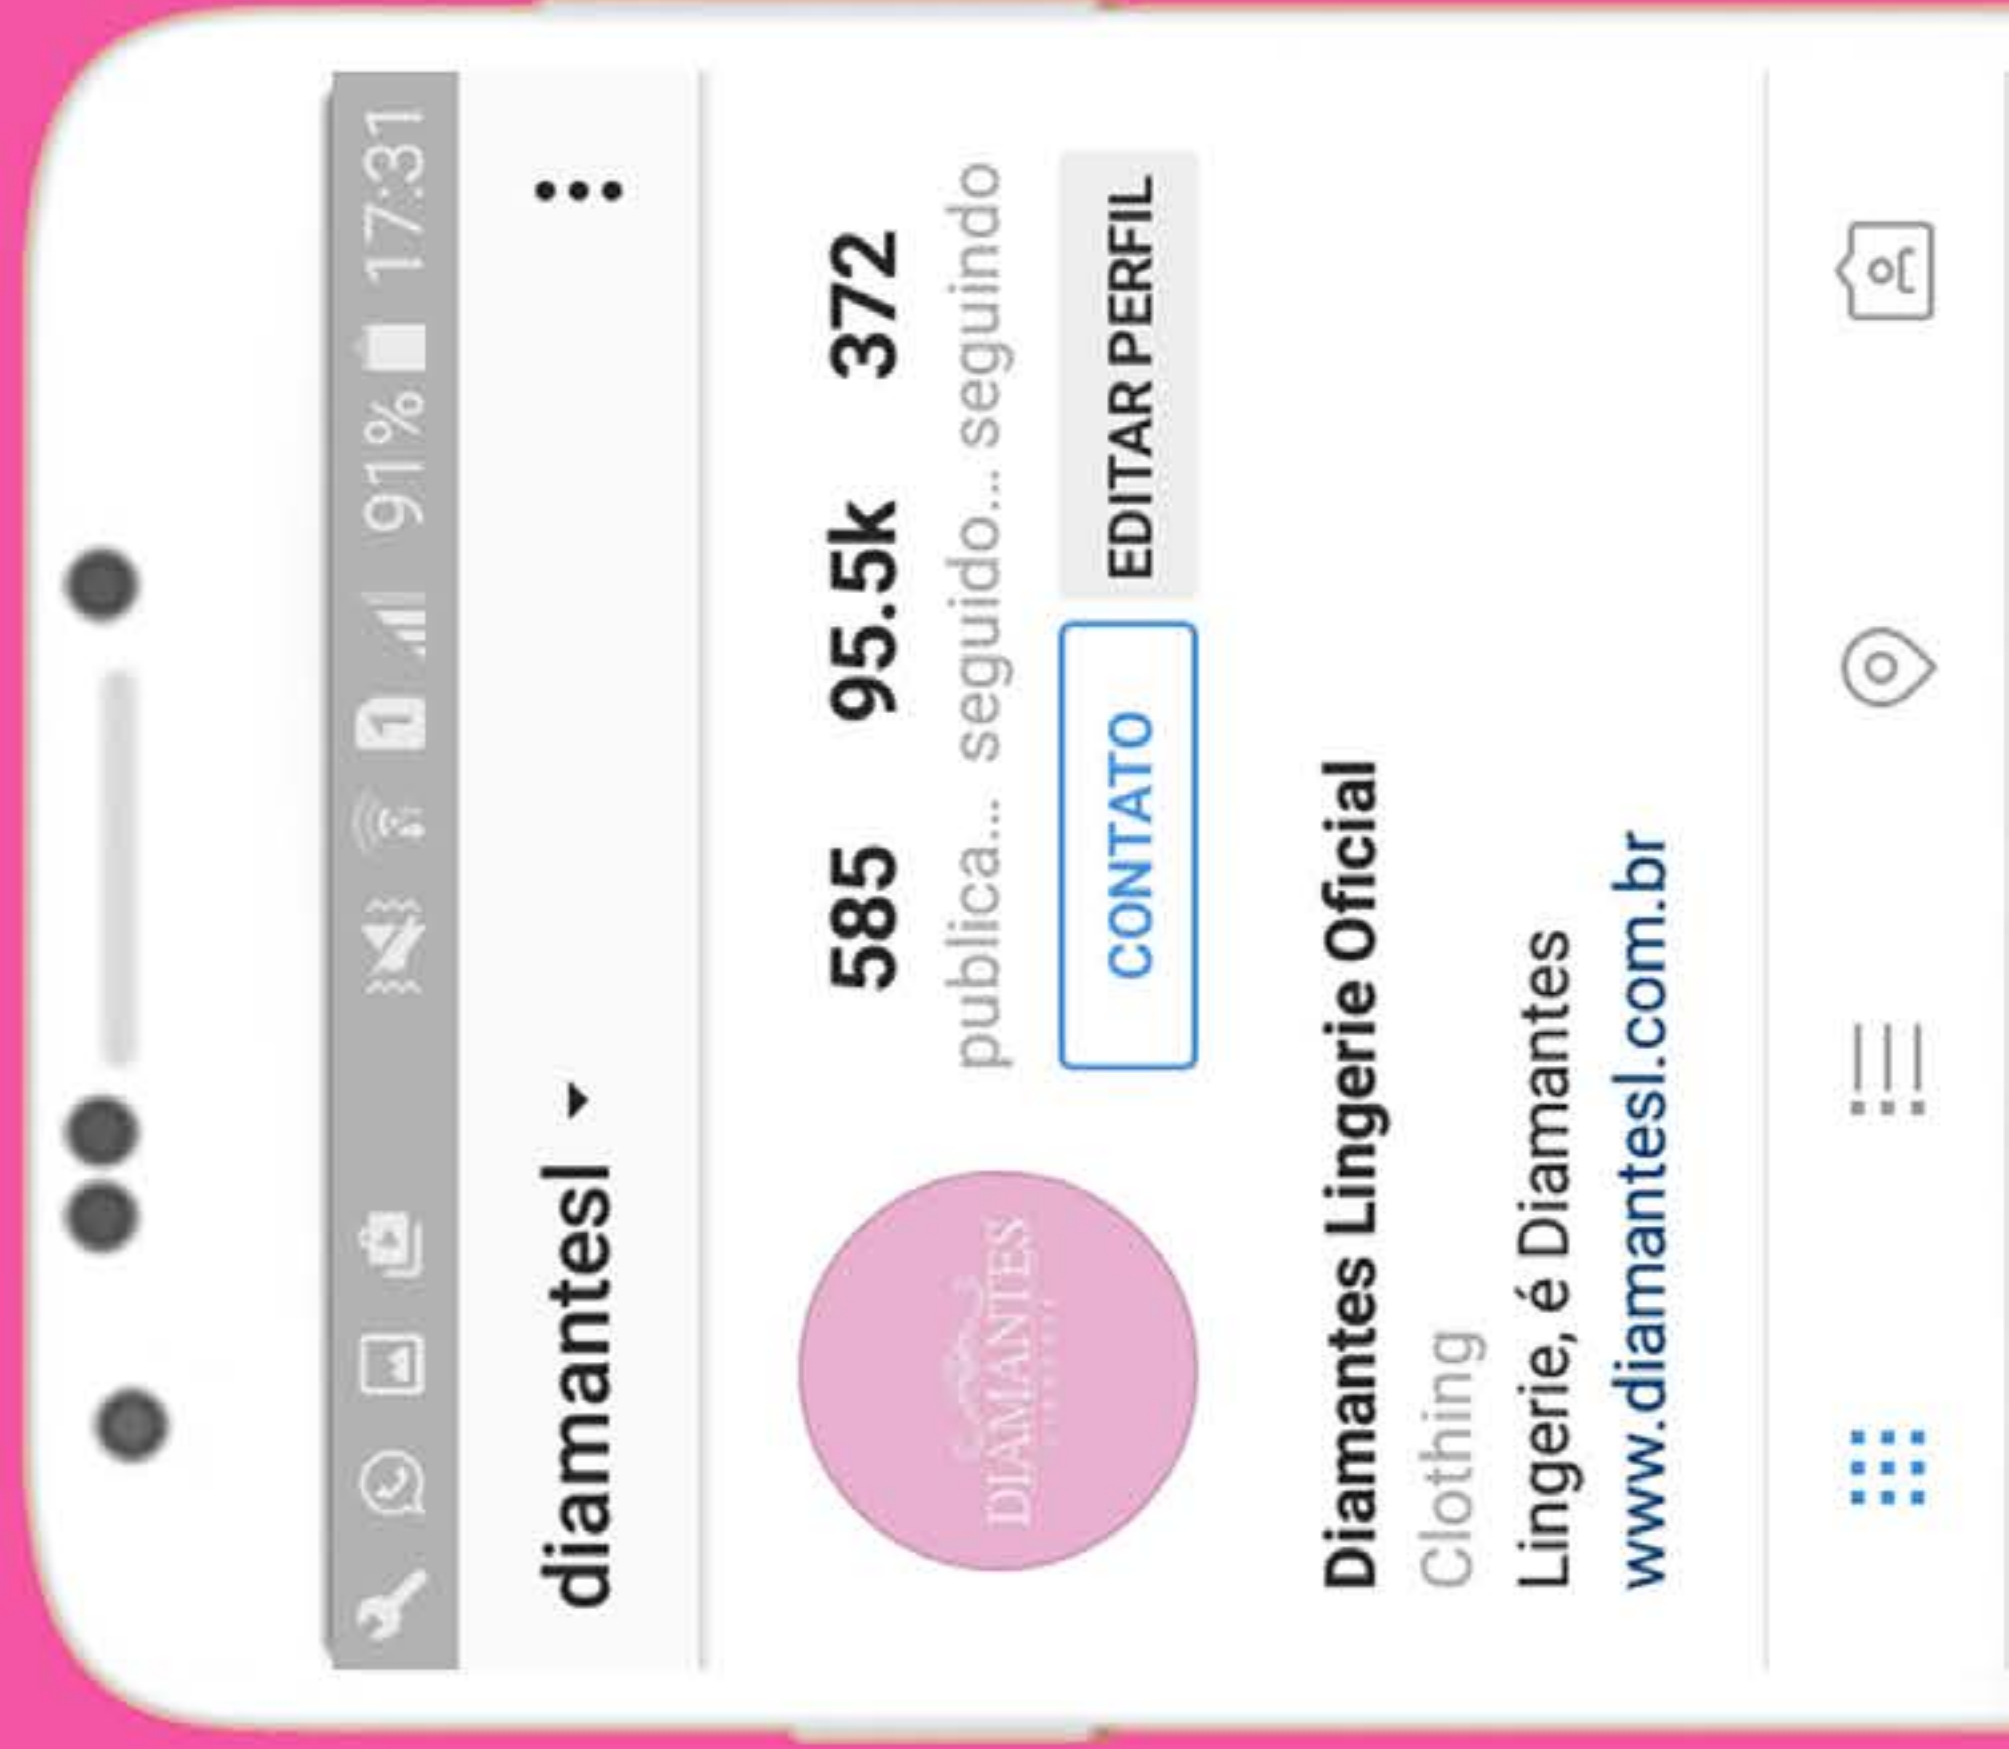 91% 17:31
diamantesl
585 95.5k 372
publica... seguido... seguindo
CONTATO EDITAR PERFIL
DIAMANTES
Diamantes Lingerie Oficial
Clothing
Lingerie, é Diamantes
www.diamantesl.com.br